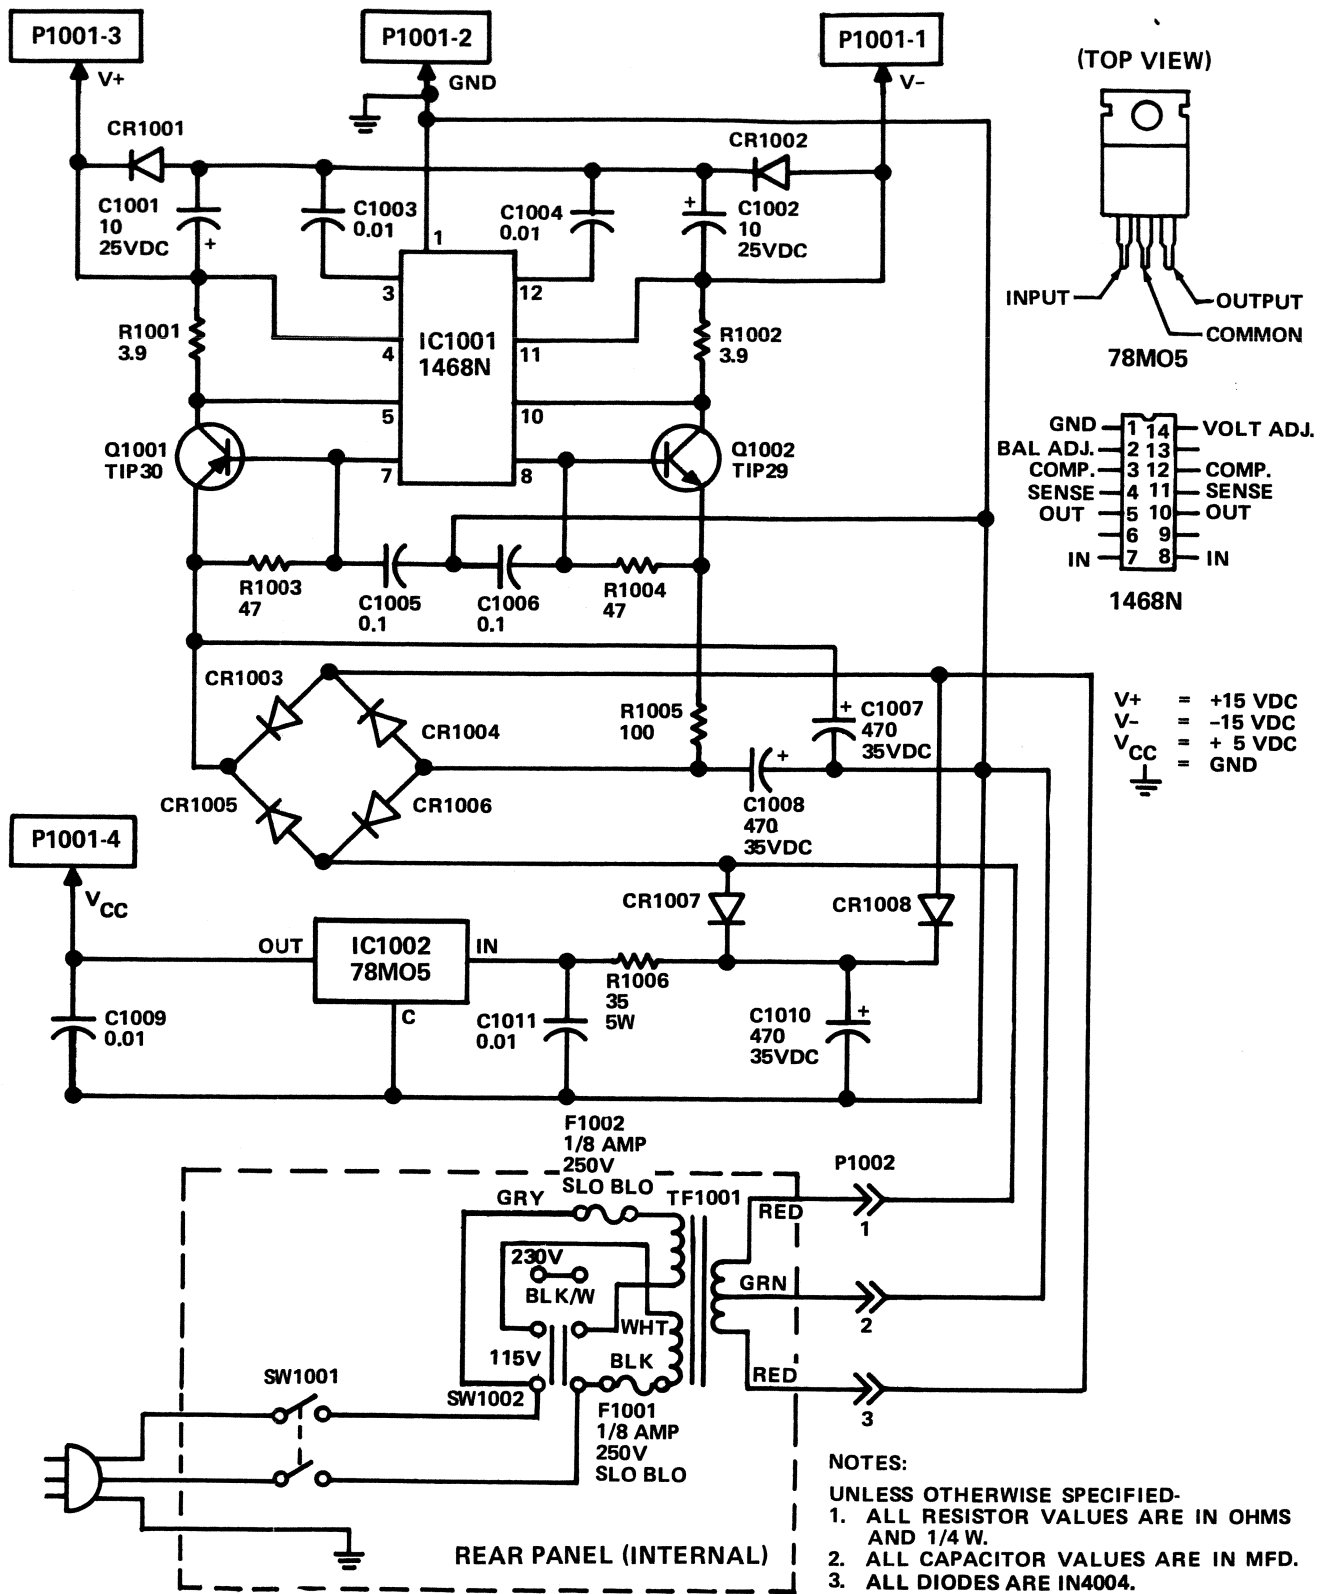 P1001-3
P1001-2
P1001-1
V+
GND
V–
(TOP VIEW)
CR1001
CR1002
C1001
10
25VDC
+
C1003
0.01
C1004
0.01
+
C1002
10
25VDC
1
3
12
INPUT
OUTPUT
COMMON
78MO5
R1001
3.9
4
IC1001
1468N
11
R1002
3.9
5
10
Q1001
TIP30
7
8
Q1002
TIP29
GND
1
14
VOLT ADJ.
BAL ADJ.
2
13
COMP.
3
12
COMP.
SENSE
4
11
SENSE
OUT
5
10
OUT
6
9
IN
7
8
IN
1468N
R1003
47
C1005
0.1
C1006
0.1
R1004
47
CR1003
CR1004
R1005
100
+
C1007
470
35VDC
V+ = +15 VDC
V– = –15 VDC
VCC = + 5 VDC
= GND
CR1005
CR1006
+
C1008
470
35VDC
P1001-4
VCC
CR1007
CR1008
OUT
IC1002
78MO5
IN
C
R1006
35
5W
C1009
0.01
C1011
0.01
C1010
470
35VDC
+
F1002
1/8 AMP
250V
SLO BLO
P1002
GRY
TF1001
RED
1
230V
BLK/W
GRN
2
WHT
115V
BLK
RED
3
SW1001
SW1002
F1001
1/8 AMP
250V
SLO BLO
REAR PANEL (INTERNAL)
NOTES:
UNLESS OTHERWISE SPECIFIED-
1. ALL RESISTOR VALUES ARE IN OHMS
AND 1/4 W.
2. ALL CAPACITOR VALUES ARE IN MFD.
3. ALL DIODES ARE IN4004.